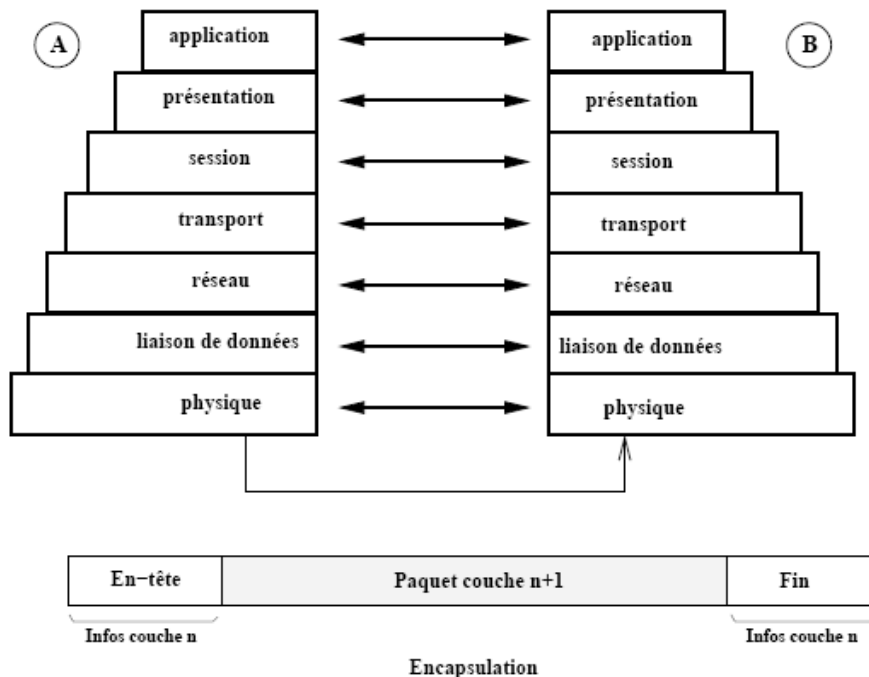 A
B
application
application
présentation
présentation
session
session
transport
transport
réseau
réseau
liaison de données
liaison de données
physique
physique
En−tête
Paquet couche n+1
Fin
Infos couche n
Infos couche n
Encapsulation